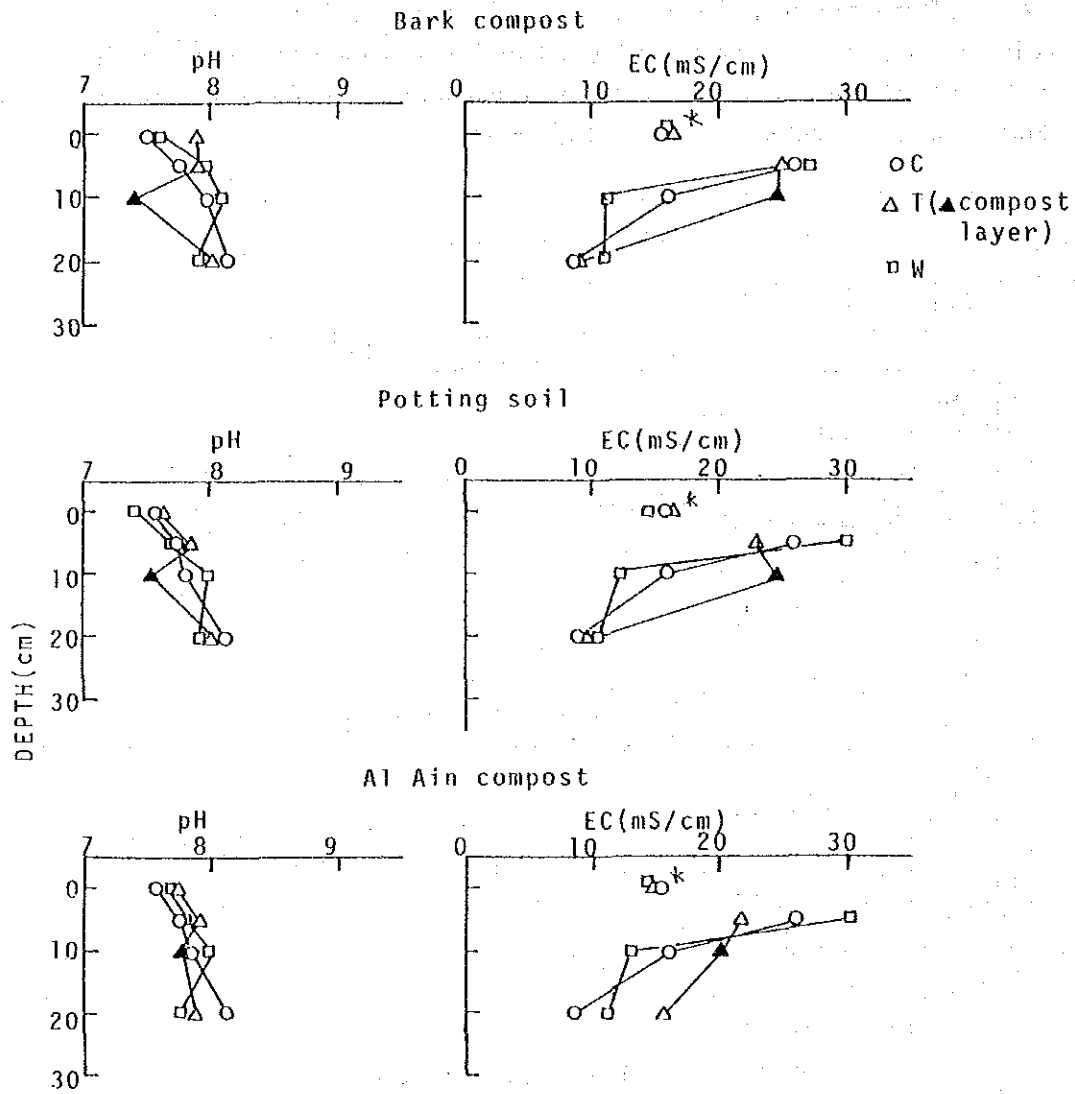 Bark compost
pH
EC(mS/cm)
7 8 9
0 10 20 30
*
0
10
20
30
○ C
△ T(▲compost
layer)
□ W
Potting soil
pH
EC(mS/cm)
7 8 9
0 10 20 30
*
0
10
20
30
DEPTH(cm)
Al Ain compost
pH
EC(mS/cm)
7 8 9
0 10 20 30
*
0
10
20
30